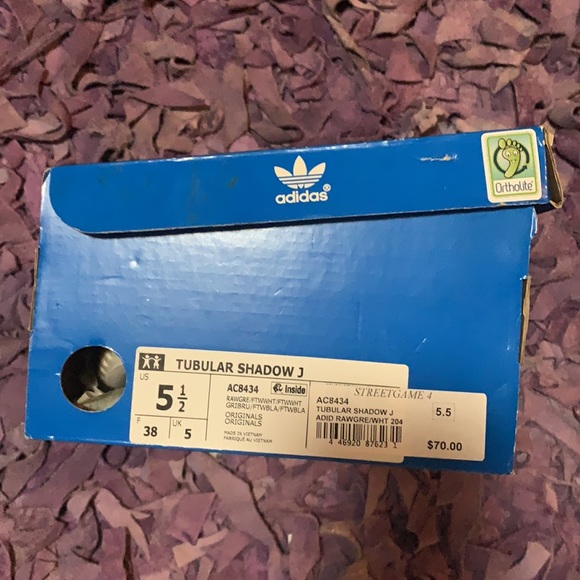 adidas®
Ortholite®
TUBULAR SHADOW J
US
5 1/2
F
38
UK
5
AC8434
Inside
RAWGRE/FTWWHT/FTWWHT
GRIBRU/FTWBLA/FTWBLA
ORIGINALS
ORIGINALS
MADE IN VIETNAM
FABRIQUÉ AU VIETNAM
STREETGAME 4
AC8434
5.5
TUBULAR SHADOW J
ADID RAWGRE/WHT 204
4 46920 87623 1
$70.00